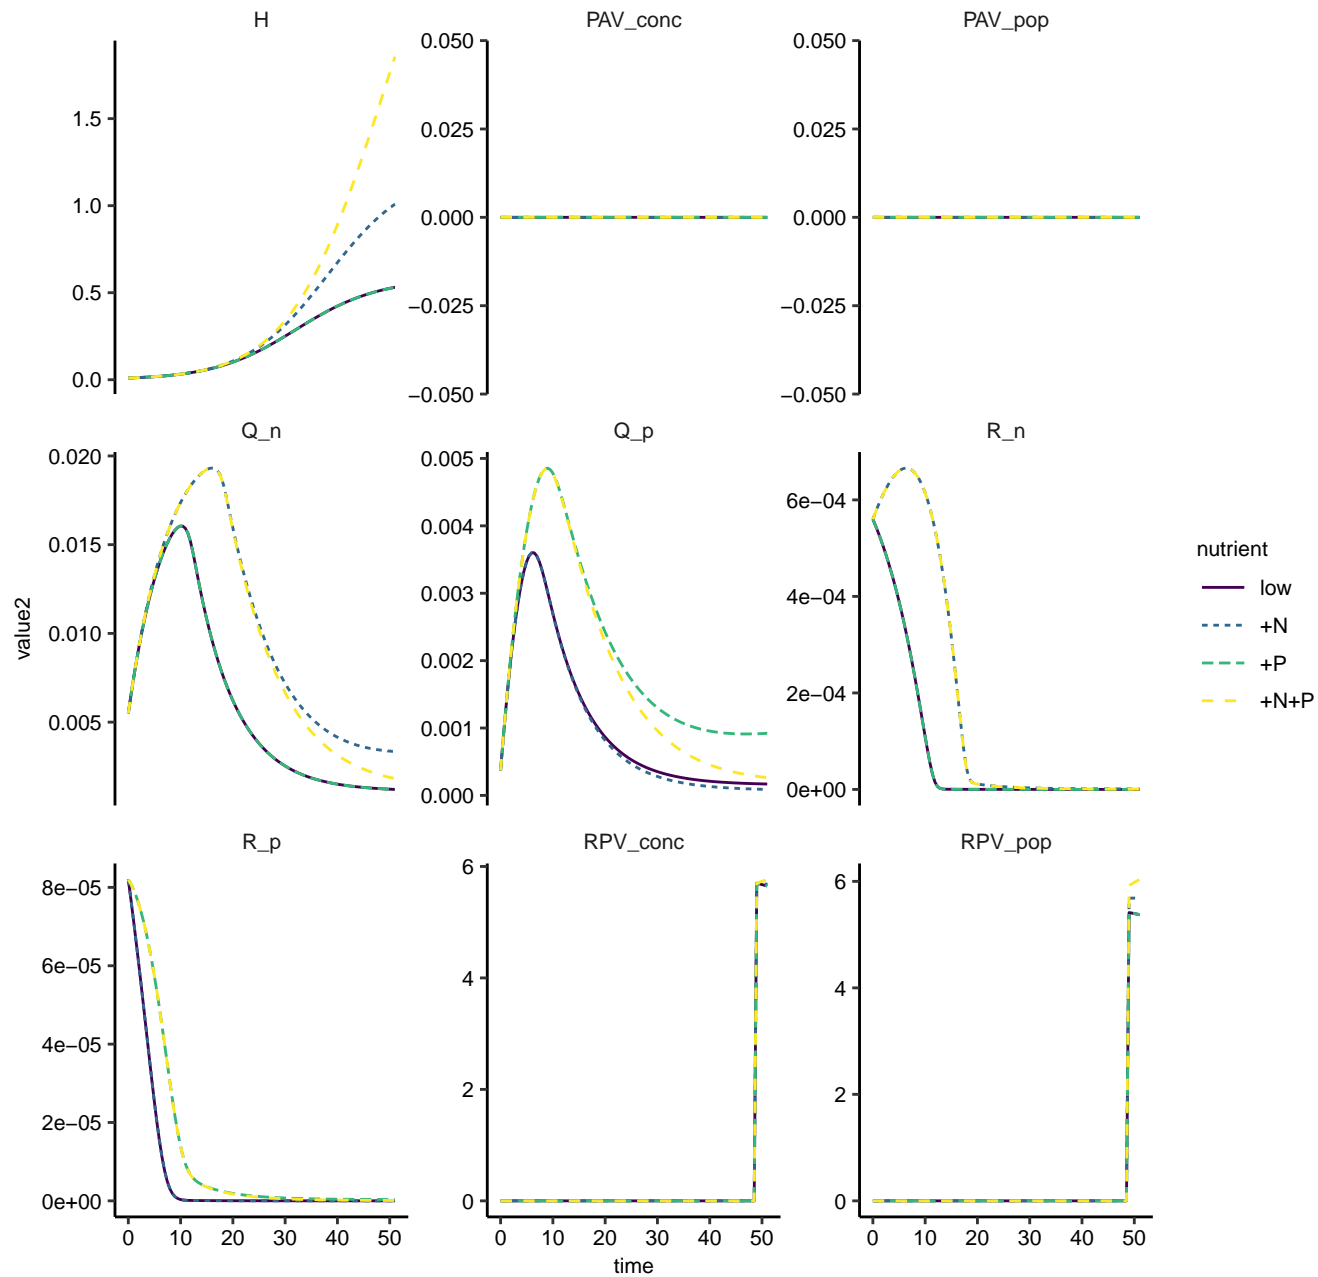 H
PAV_conc
PAV_pop
1.5
1.0
0.5
0.0
0.050
0.025
0.000
−0.025
−0.050
0.050
0.025
0.000
−0.025
−0.050
Q_n
Q_p
R_n
0.020
0.015
0.010
0.005
0.005
0.004
0.003
0.002
0.001
0.000
6e−04
4e−04
2e−04
0e+00
R_p
RPV_conc
RPV_pop
8e−05
6e−05
4e−05
2e−05
0e+00
6
4
2
0
6
4
2
0
0 10 20 30 40 50
0 10 20 30 40 50
0 10 20 30 40 50
time
value2
nutrient
low
+N
+P
+N+P